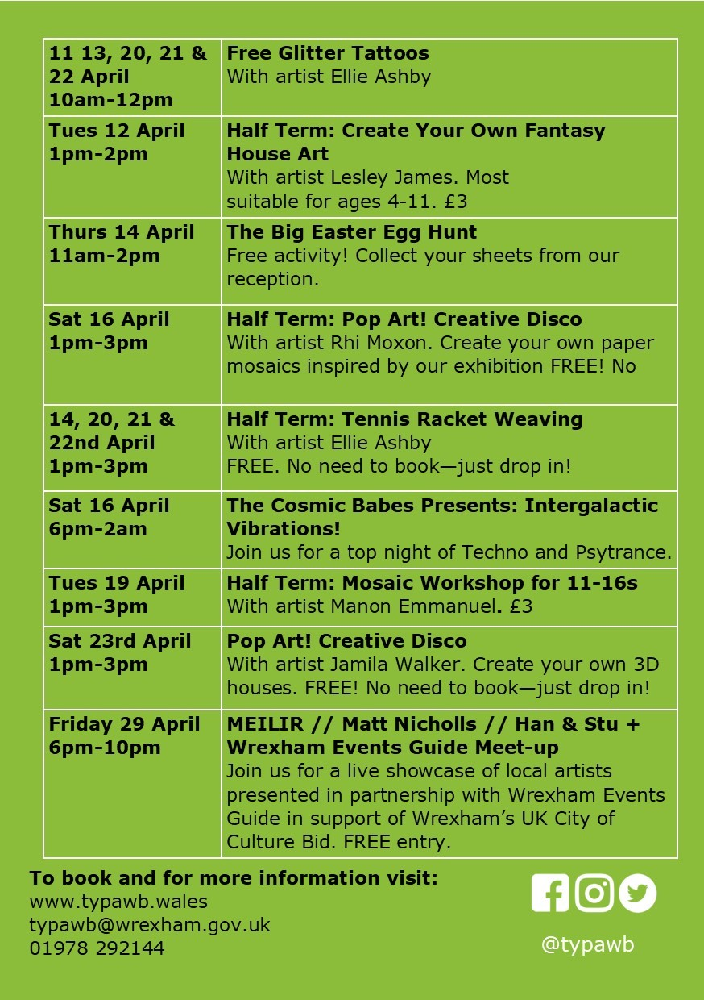 11 13, 20, 21 &
22 April
10am-12pm
Free Glitter Tattoos
With artist Ellie Ashby
Tues 12 April
1pm-2pm
Half Term: Create Your Own Fantasy
House Art
With artist Lesley James. Most
suitable for ages 4-11. £3
Thurs 14 April
11am-2pm
The Big Easter Egg Hunt
Free activity! Collect your sheets from our
reception.
Sat 16 April
1pm-3pm
Half Term: Pop Art! Creative Disco
With artist Rhi Moxon. Create your own paper
mosaics inspired by our exhibition FREE! No
14, 20, 21 &
22nd April
1pm-3pm
Half Term: Tennis Racket Weaving
With artist Ellie Ashby
FREE. No need to book—just drop in!
Sat 16 April
6pm-2am
The Cosmic Babes Presents: Intergalactic
Vibrations!
Join us for a top night of Techno and Psytrance.
Tues 19 April
1pm-3pm
Half Term: Mosaic Workshop for 11-16s
With artist Manon Emmanuel. £3
Sat 23rd April
1pm-3pm
Pop Art! Creative Disco
With artist Jamila Walker. Create your own 3D
houses. FREE! No need to book—just drop in!
Friday 29 April
6pm-10pm
MEILIR // Matt Nicholls // Han & Stu +
Wrexham Events Guide Meet-up
Join us for a live showcase of local artists
presented in partnership with Wrexham Events
Guide in support of Wrexham’s UK City of
Culture Bid. FREE entry.
To book and for more information visit:
www.typawb.wales
typawb@wrexham.gov.uk
01978 292144
@typawb